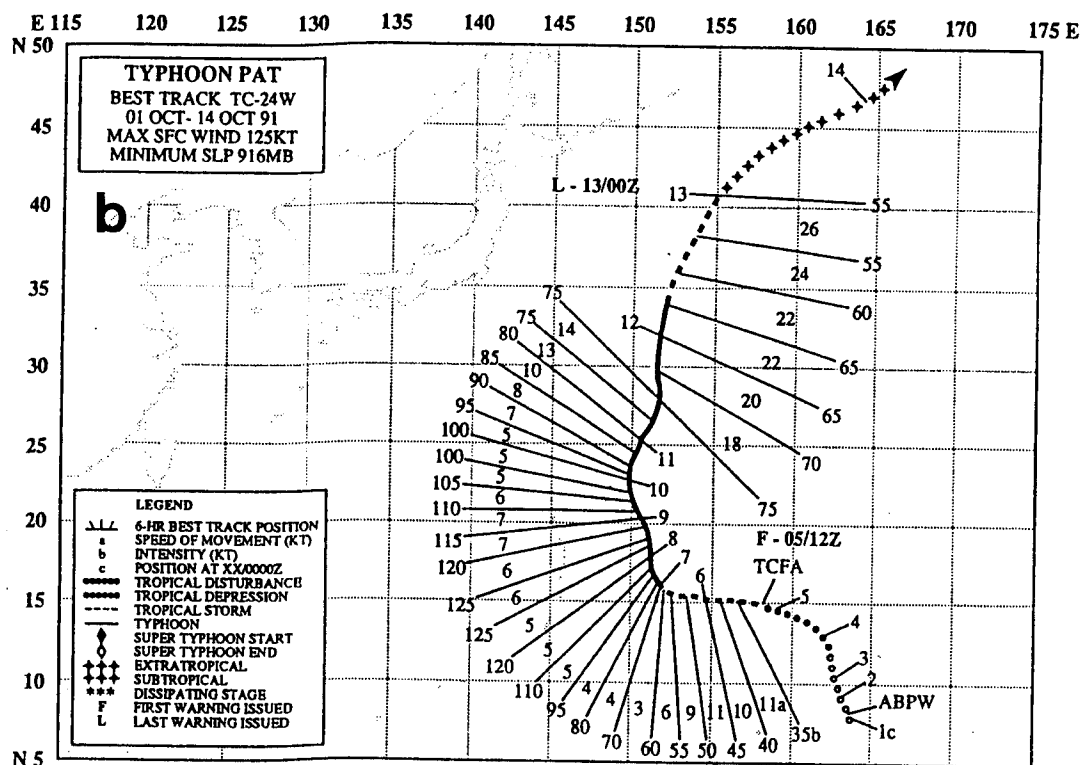 E 115 120 125 130 135 140 145 150 155 160 165 170 175 E
N 50
TYPHOON PAT
BEST TRACK TC-24W
01 OCT- 14 OCT 91
MAX SFC WIND 125KT
MINIMUM SLP 916MB
14
45
b
L - 13/00Z
40
13
55
26
55
24
35
75
60
12
22
75
14
80
13
22
65
30
85
10
90
8
20
65
95
7
100
5
18
25
100
5
11
70
105
5
10
110
6
75
20
7
9
F - 05/12Z
115
7
8
TCFA
120
6
7
6
5
15
125
6
4
125
5
3
120
5
2
10
110
5
ABPW
95
4
4
3
6
9
11
10
11a
1c
80
70
60
55
50
45
40
35b
N 5
LEGEND
6-HR BEST TRACK POSITION
a SPEED OF MOVEMENT (KT)
b INTENSITY (KT)
c POSITION AT XX/0000Z
TROPICAL DISTURBANCE
TROPICAL DEPRESSION
TROPICAL STORM
TYPHOON
SUPER TYPHOON START
SUPER TYPHOON END
EXTRATROPICAL
SUBTROPICAL
*** DISSIPATING STAGE
F FIRST WARNING ISSUED
L LAST WARNING ISSUED